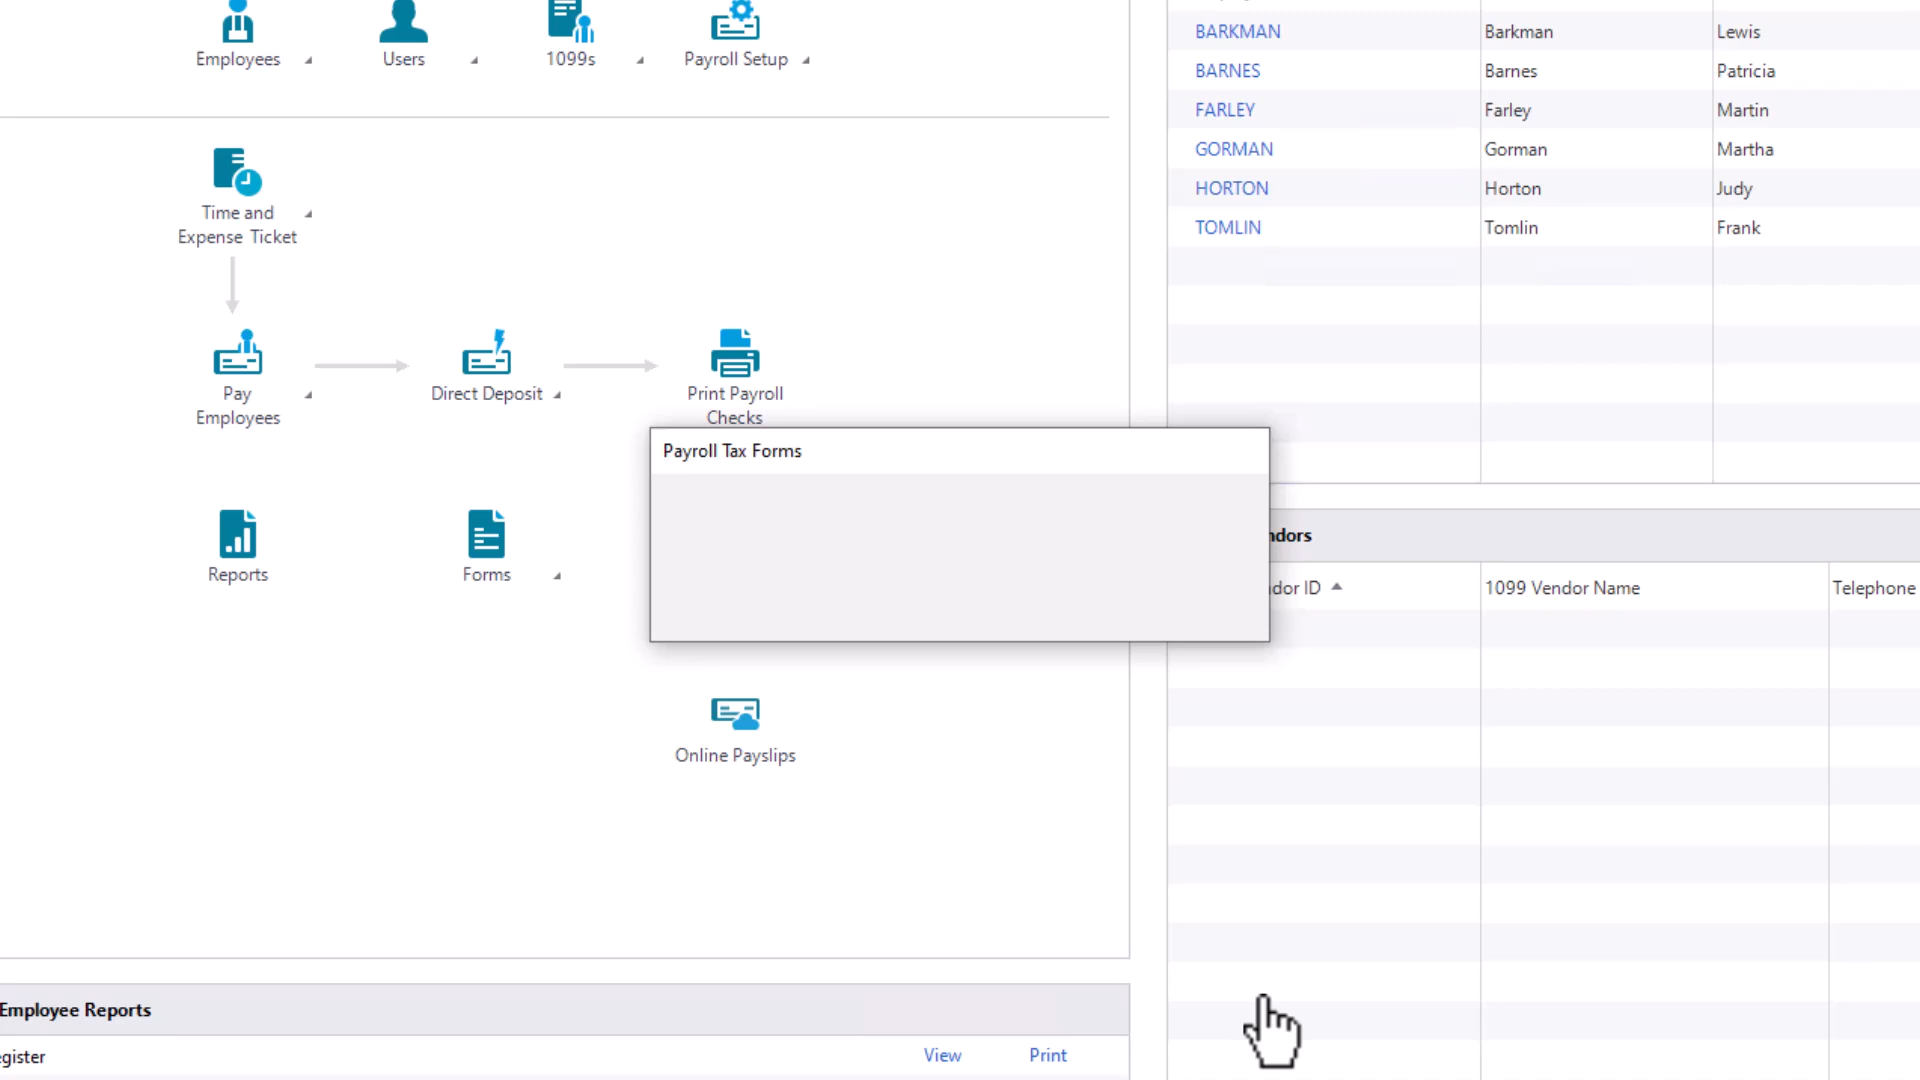 Employees
Users
1099s
Payroll Setup
Time and
Expense Ticket
Pay
Employees
Direct Deposit
Print Payroll
Checks
Reports
Forms
Online Payslips
Payroll Tax Forms
BARKMAN Barkman Lewis
BARNES Barnes Patricia
FARLEY Farley Martin
GORMAN Gorman Martha
HORTON Horton Judy
TOMLIN Tomlin Frank
ndors
dor ID 1099 Vendor Name Telephone
Employee Reports
gister View Print